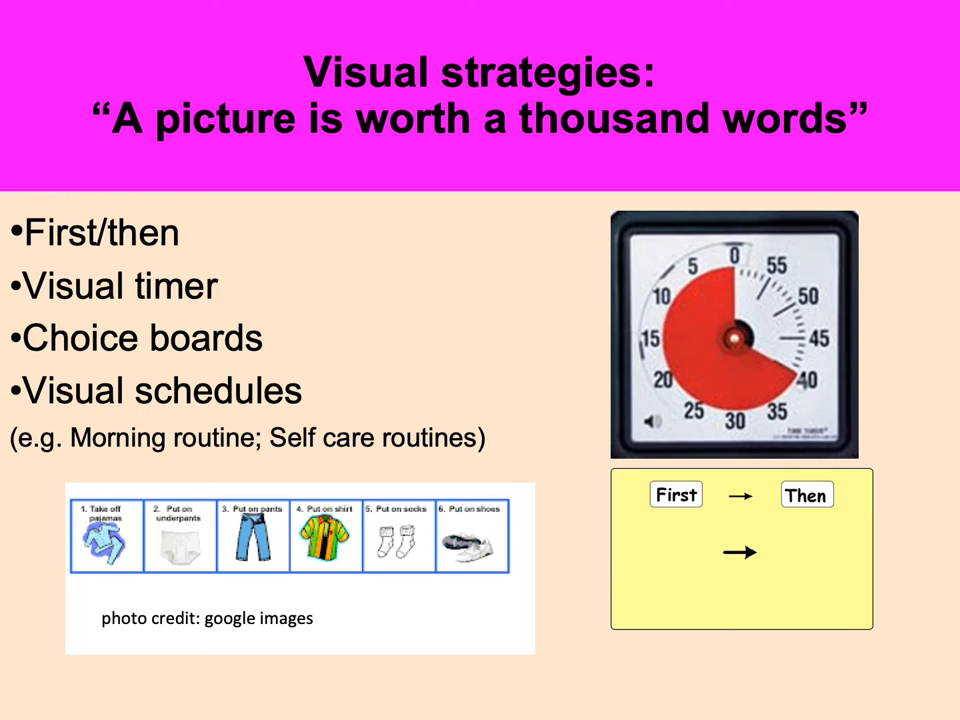 Visual strategies:
“A picture is worth a thousand words”
•First/then
•Visual timer
•Choice boards
•Visual schedules
(e.g. Morning routine; Self care routines)
0
55
50
45
40
35
30
25
20
15
10
5
TIME TIMER
First
Then
1. Take off
pajamas
2. Put on
underpants
3. Put on pants
4. Put on shirt
5. Put on socks
6. Put on shoes
photo credit: google images